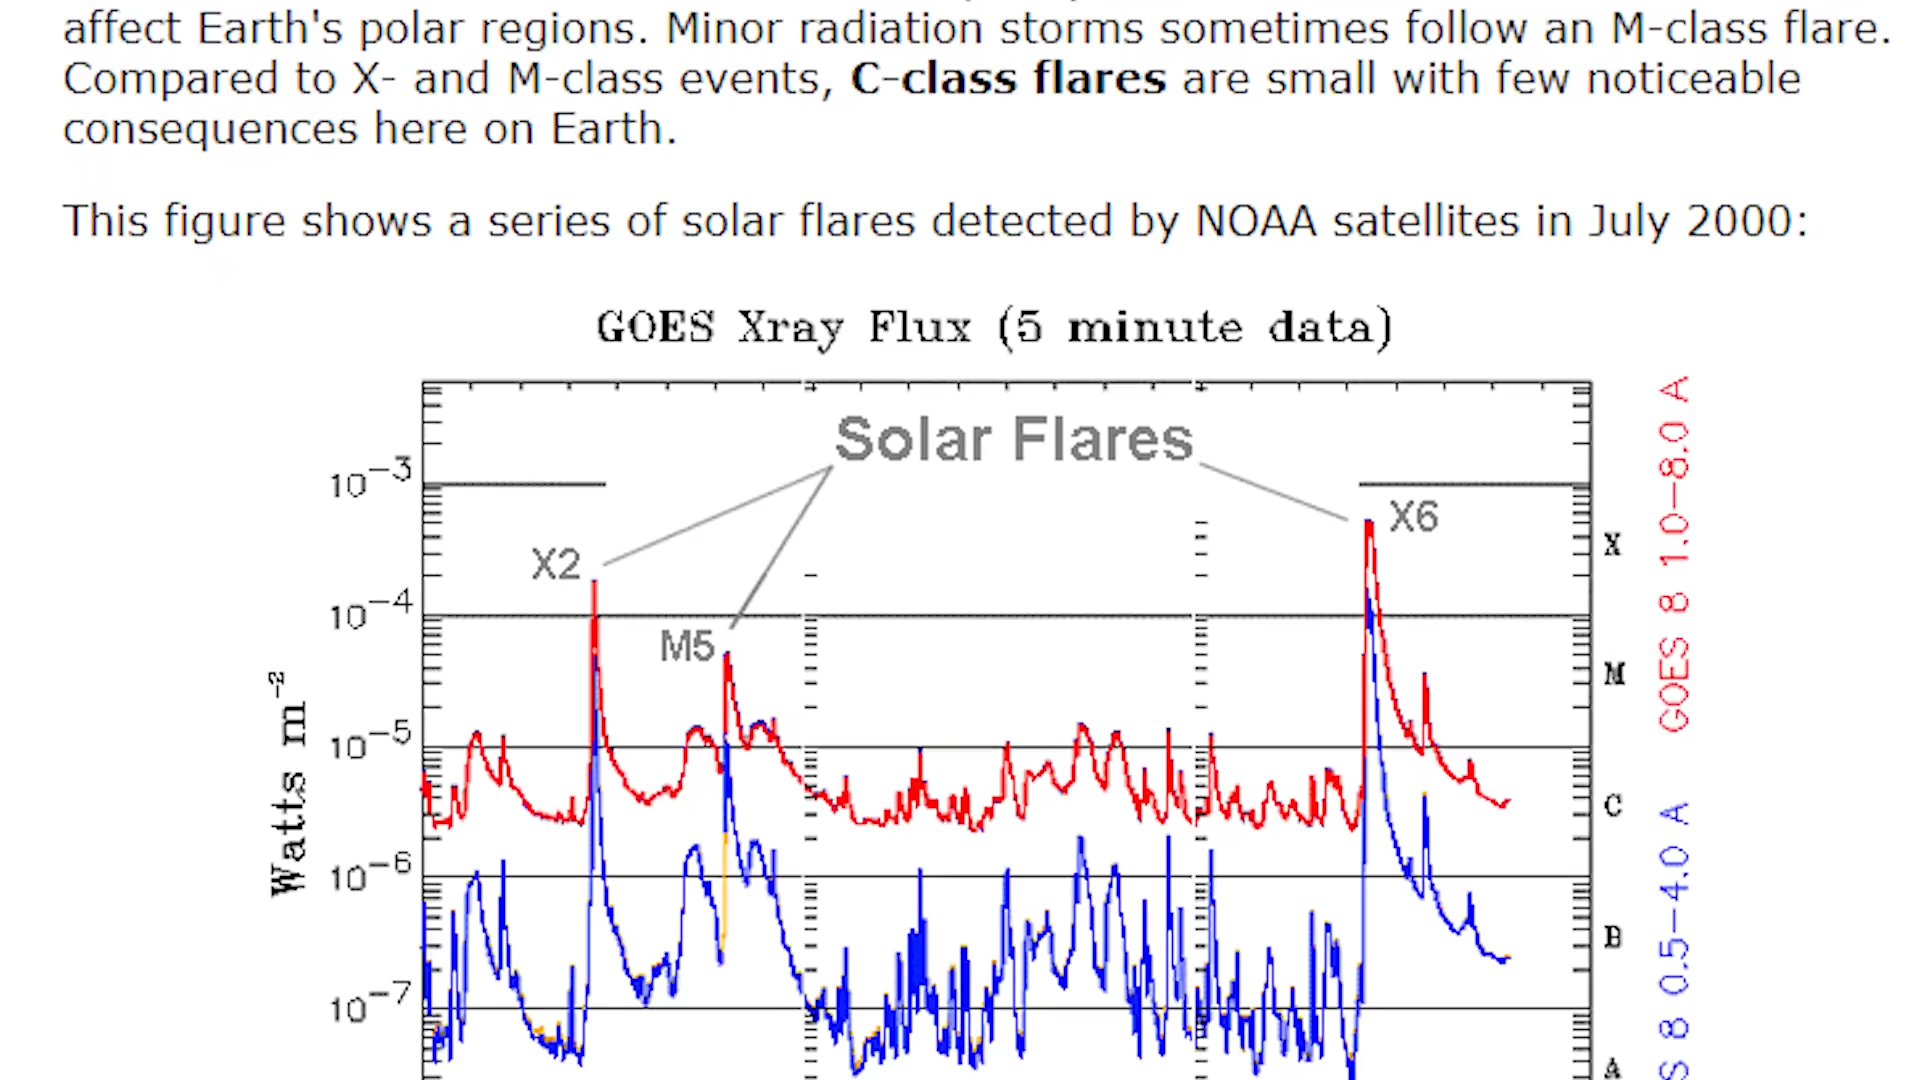 affect Earth's polar regions. Minor radiation storms sometimes follow an M-class flare.
Compared to X- and M-class events, C-class flares are small with few noticeable
consequences here on Earth.
This figure shows a series of solar flares detected by NOAA satellites in July 2000:
GOES Xray Flux (5 minute data)
Solar Flares
X2
M5
X6
10−3
10−4
10−5
10−6
10−7
Watts m−2
X
M
C
B
A
GOES 8 1.0−8.0 A
S 8 0.5−4.0 A